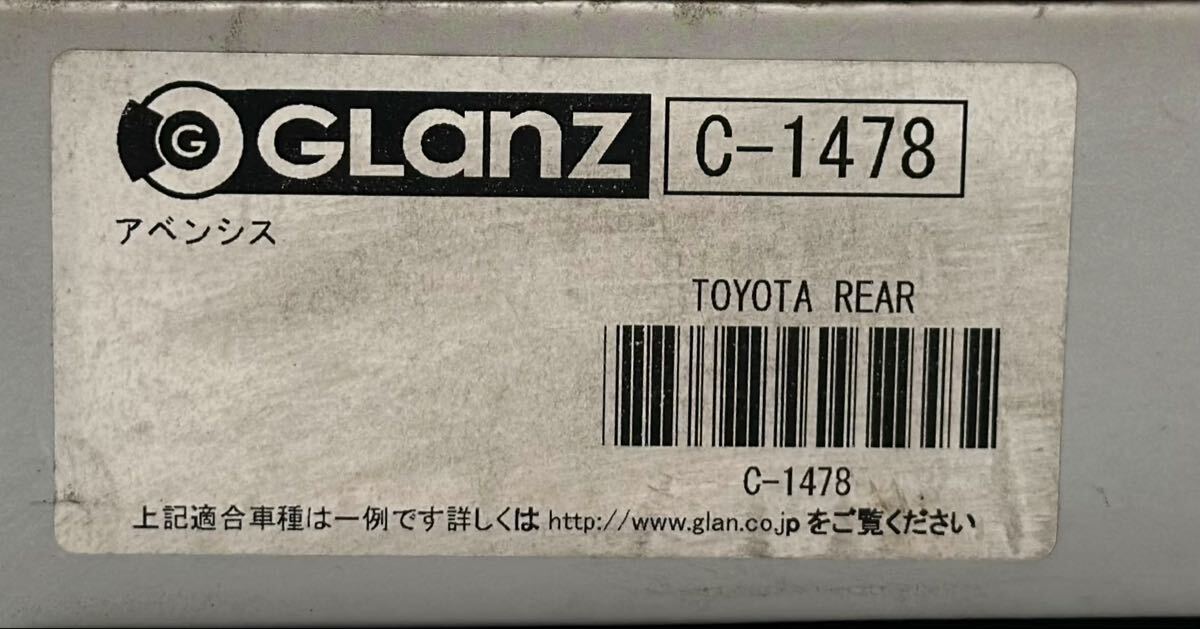 G GLanz C-1478
アベンシス
TOYOTA REAR
C-1478
上記適合車種は一例です詳しくは http://www.glan.co.jp をご覧ください